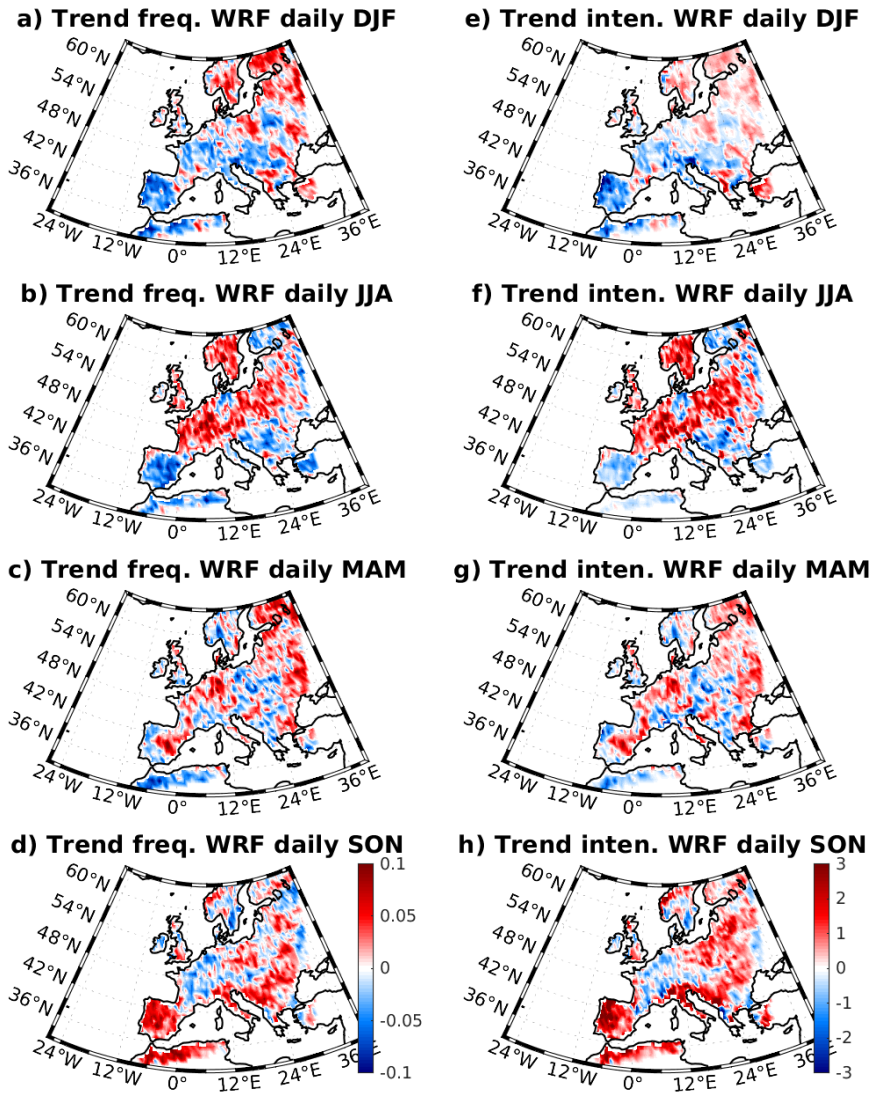 a) Trend freq. WRF daily DJF
60°N
54°N
48°N
42°N
36°N
24°W
12°W
0°
12°E
24°E
36°E
e) Trend inten. WRF daily DJF
60°N
54°N
48°N
42°N
36°N
24°W
12°W
0°
12°E
24°E
36°E
b) Trend freq. WRF daily JJA
60°N
54°N
48°N
42°N
36°N
24°W
12°W
0°
12°E
24°E
36°E
f) Trend inten. WRF daily JJA
60°N
54°N
48°N
42°N
36°N
24°W
12°W
0°
12°E
24°E
36°E
c) Trend freq. WRF daily MAM
60°N
54°N
48°N
42°N
36°N
24°W
12°W
0°
12°E
24°E
36°E
g) Trend inten. WRF daily MAM
60°N
54°N
48°N
42°N
36°N
24°W
12°W
0°
12°E
24°E
36°E
d) Trend freq. WRF daily SON
60°N
54°N
48°N
42°N
36°N
24°W
12°W
0°
12°E
24°E
36°E
0.1
0.05
0
-0.05
-0.1
h) Trend inten. WRF daily SON
60°N
54°N
48°N
42°N
36°N
24°W
12°W
0°
12°E
24°E
36°E
3
2
1
0
-1
-2
-3